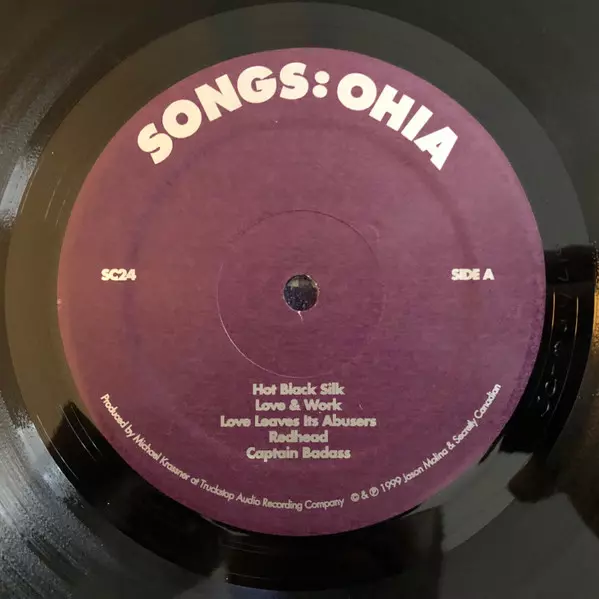 SONGS: OHIA
SC24
SIDE A
Hot Black Silk
Love & Work
Love Leaves Its Abusers
Redhead
Captain Badass
Produced by Michael Krassner at Truckstop Audio Recording Company © & ℗ 1999 Jason Molina & Secretly Canadian